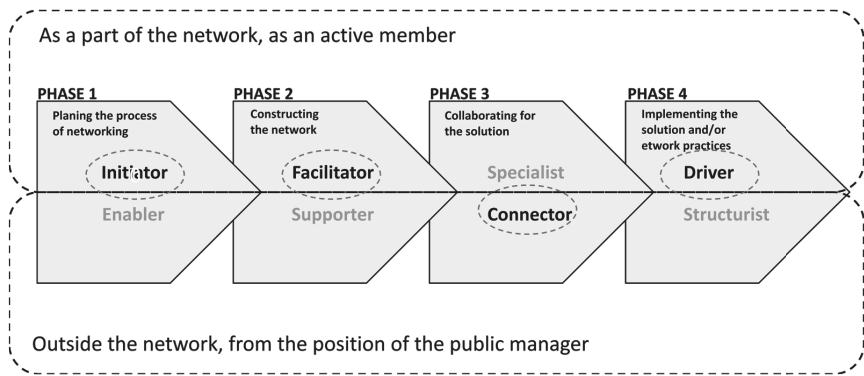 As a part of the network, as an active member
PHASE 1
Planing the process
of networking
Initiator
Enabler
PHASE 2
Constructing
the network
Facilitator
Supporter
PHASE 3
Collaborating for
the solution
Specialist
Connector
PHASE 4
Implementing the
solution and/or
etwork practices
Driver
Structurist
Outside the network, from the position of the public manager